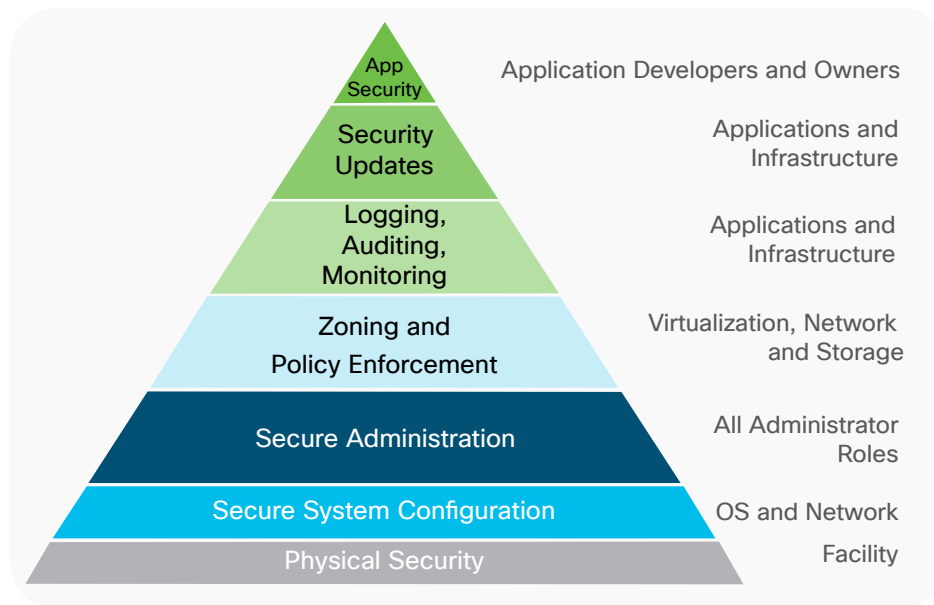 App
Security
Application Developers and Owners
Security
Updates
Applications and
Infrastructure
Logging,
Auditing,
Monitoring
Applications and
Infrastructure
Zoning and
Policy Enforcement
Virtualization, Network
and Storage
Secure Administration
All Administrator
Roles
Secure System Configuration
OS and Network
Physical Security
Facility